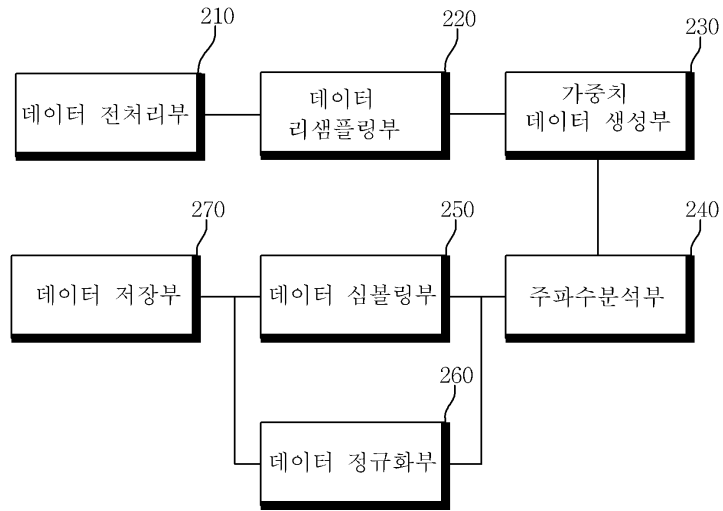 210
데이터 전처리부
220
데이터
리샘플링부
230
가중치
데이터 생성부
270
데이터 저장부
250
데이터 심볼링부
240
주파수분석부
260
데이터 정규화부